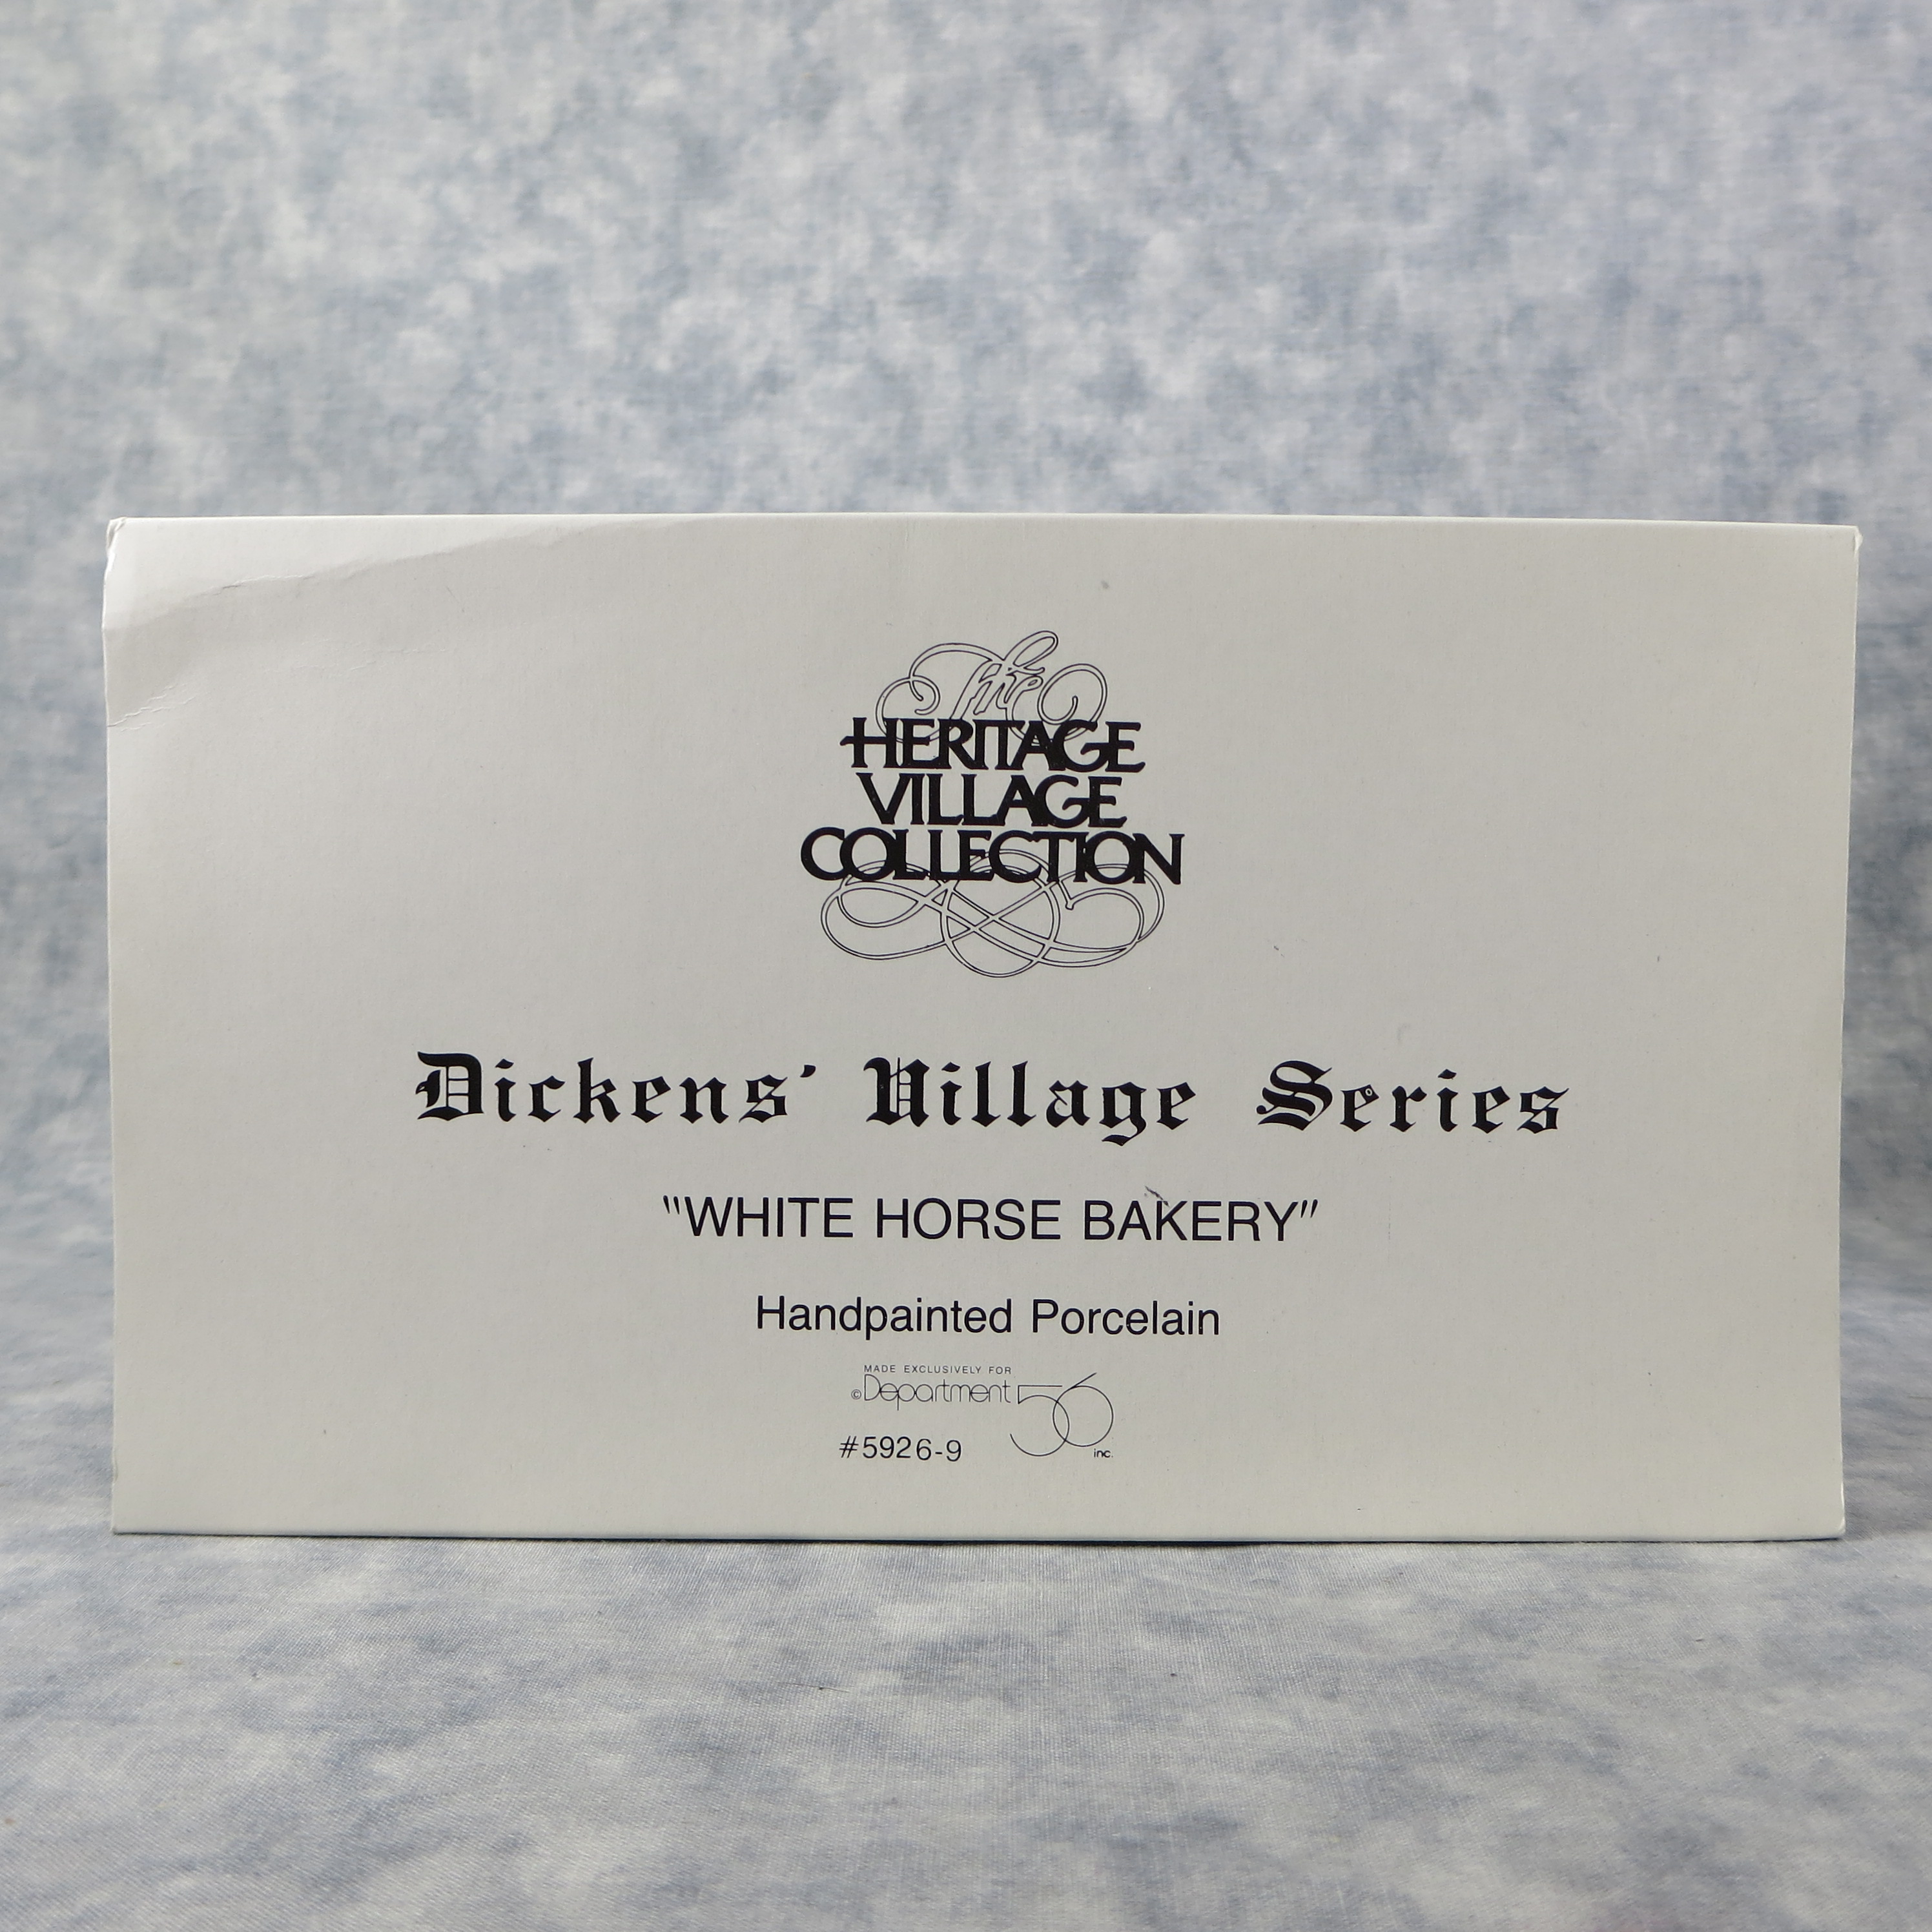 The
HERITAGE
VILLAGE
COLLECTION
Dickens' Village Series
"WHITE HORSE BAKERY"
Handpainted Porcelain
MADE EXCLUSIVELY FOR
©Department 56 inc.
#5926-9